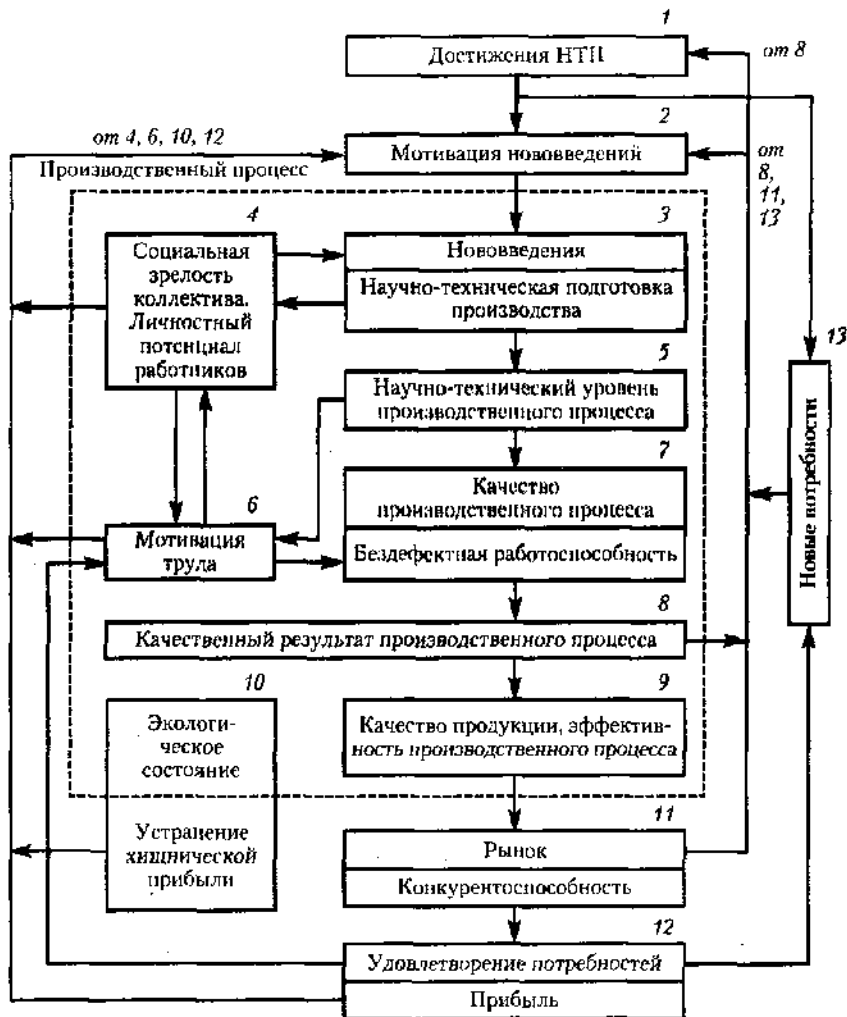 1
Достижения НТП
от 8
2
от 4, 6, 10, 12
Мотивация нововведений
от
8,
11,
13
Производственный процесс
4
3
Социальная
зрелость
коллектива.
Личностный
потенциал
работников
Нововведения
Научно-техническая подготовка
производства
13
Новые потребности
5
Научно-технический уровень
производственного процесса
7
Качество
производственного процесса
6
Мотивация
трула
Бездефектная работоспособность
8
Качественный результат производственного процесса
10
9
Экологи-
ческое
состояние
Качество продукции, эффектив-
ность производственного процесса
11
Устранение
хищнической
прибыли
Рынок
Конкурентоспособность
12
Удовлетворение потребностей
Прибыль